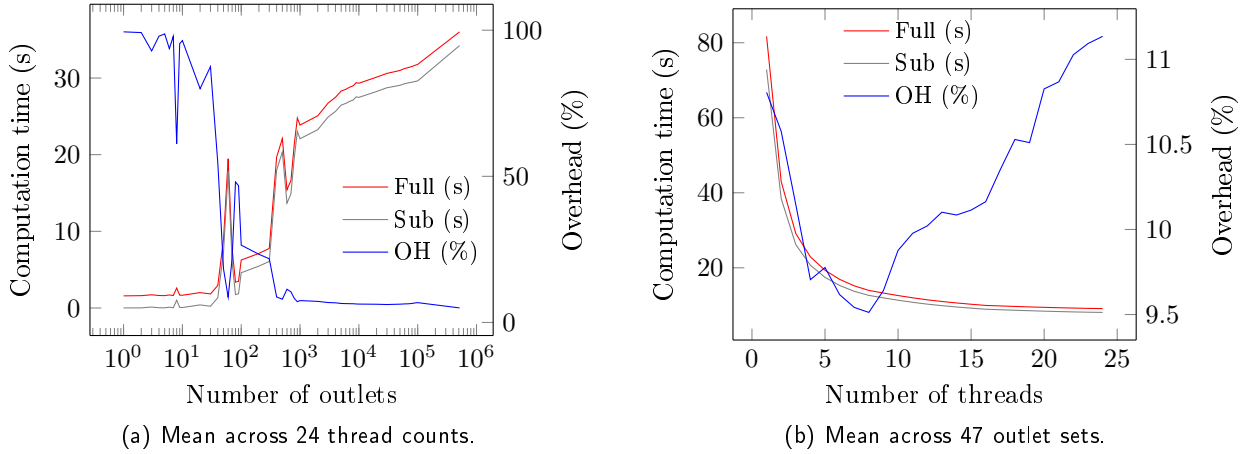 30
20
10
0
Computation time (s)
100
50
0
Overhead (%)
Full (s)
Sub (s)
OH (%)
10^0 10^1 10^2 10^3 10^4 10^5 10^6
Number of outlets
(a) Mean across 24 thread counts.
80
60
40
20
Computation time (s)
11
10.5
10
9.5
Overhead (%)
Full (s)
Sub (s)
OH (%)
0 5 10 15 20 25
Number of threads
(b) Mean across 47 outlet sets.